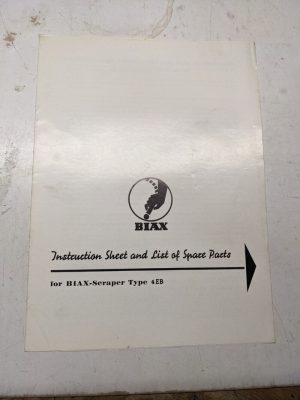 BIAX
Instruction Sheet and List of Spare Parts
for BIAX-Scraper Type 4EB